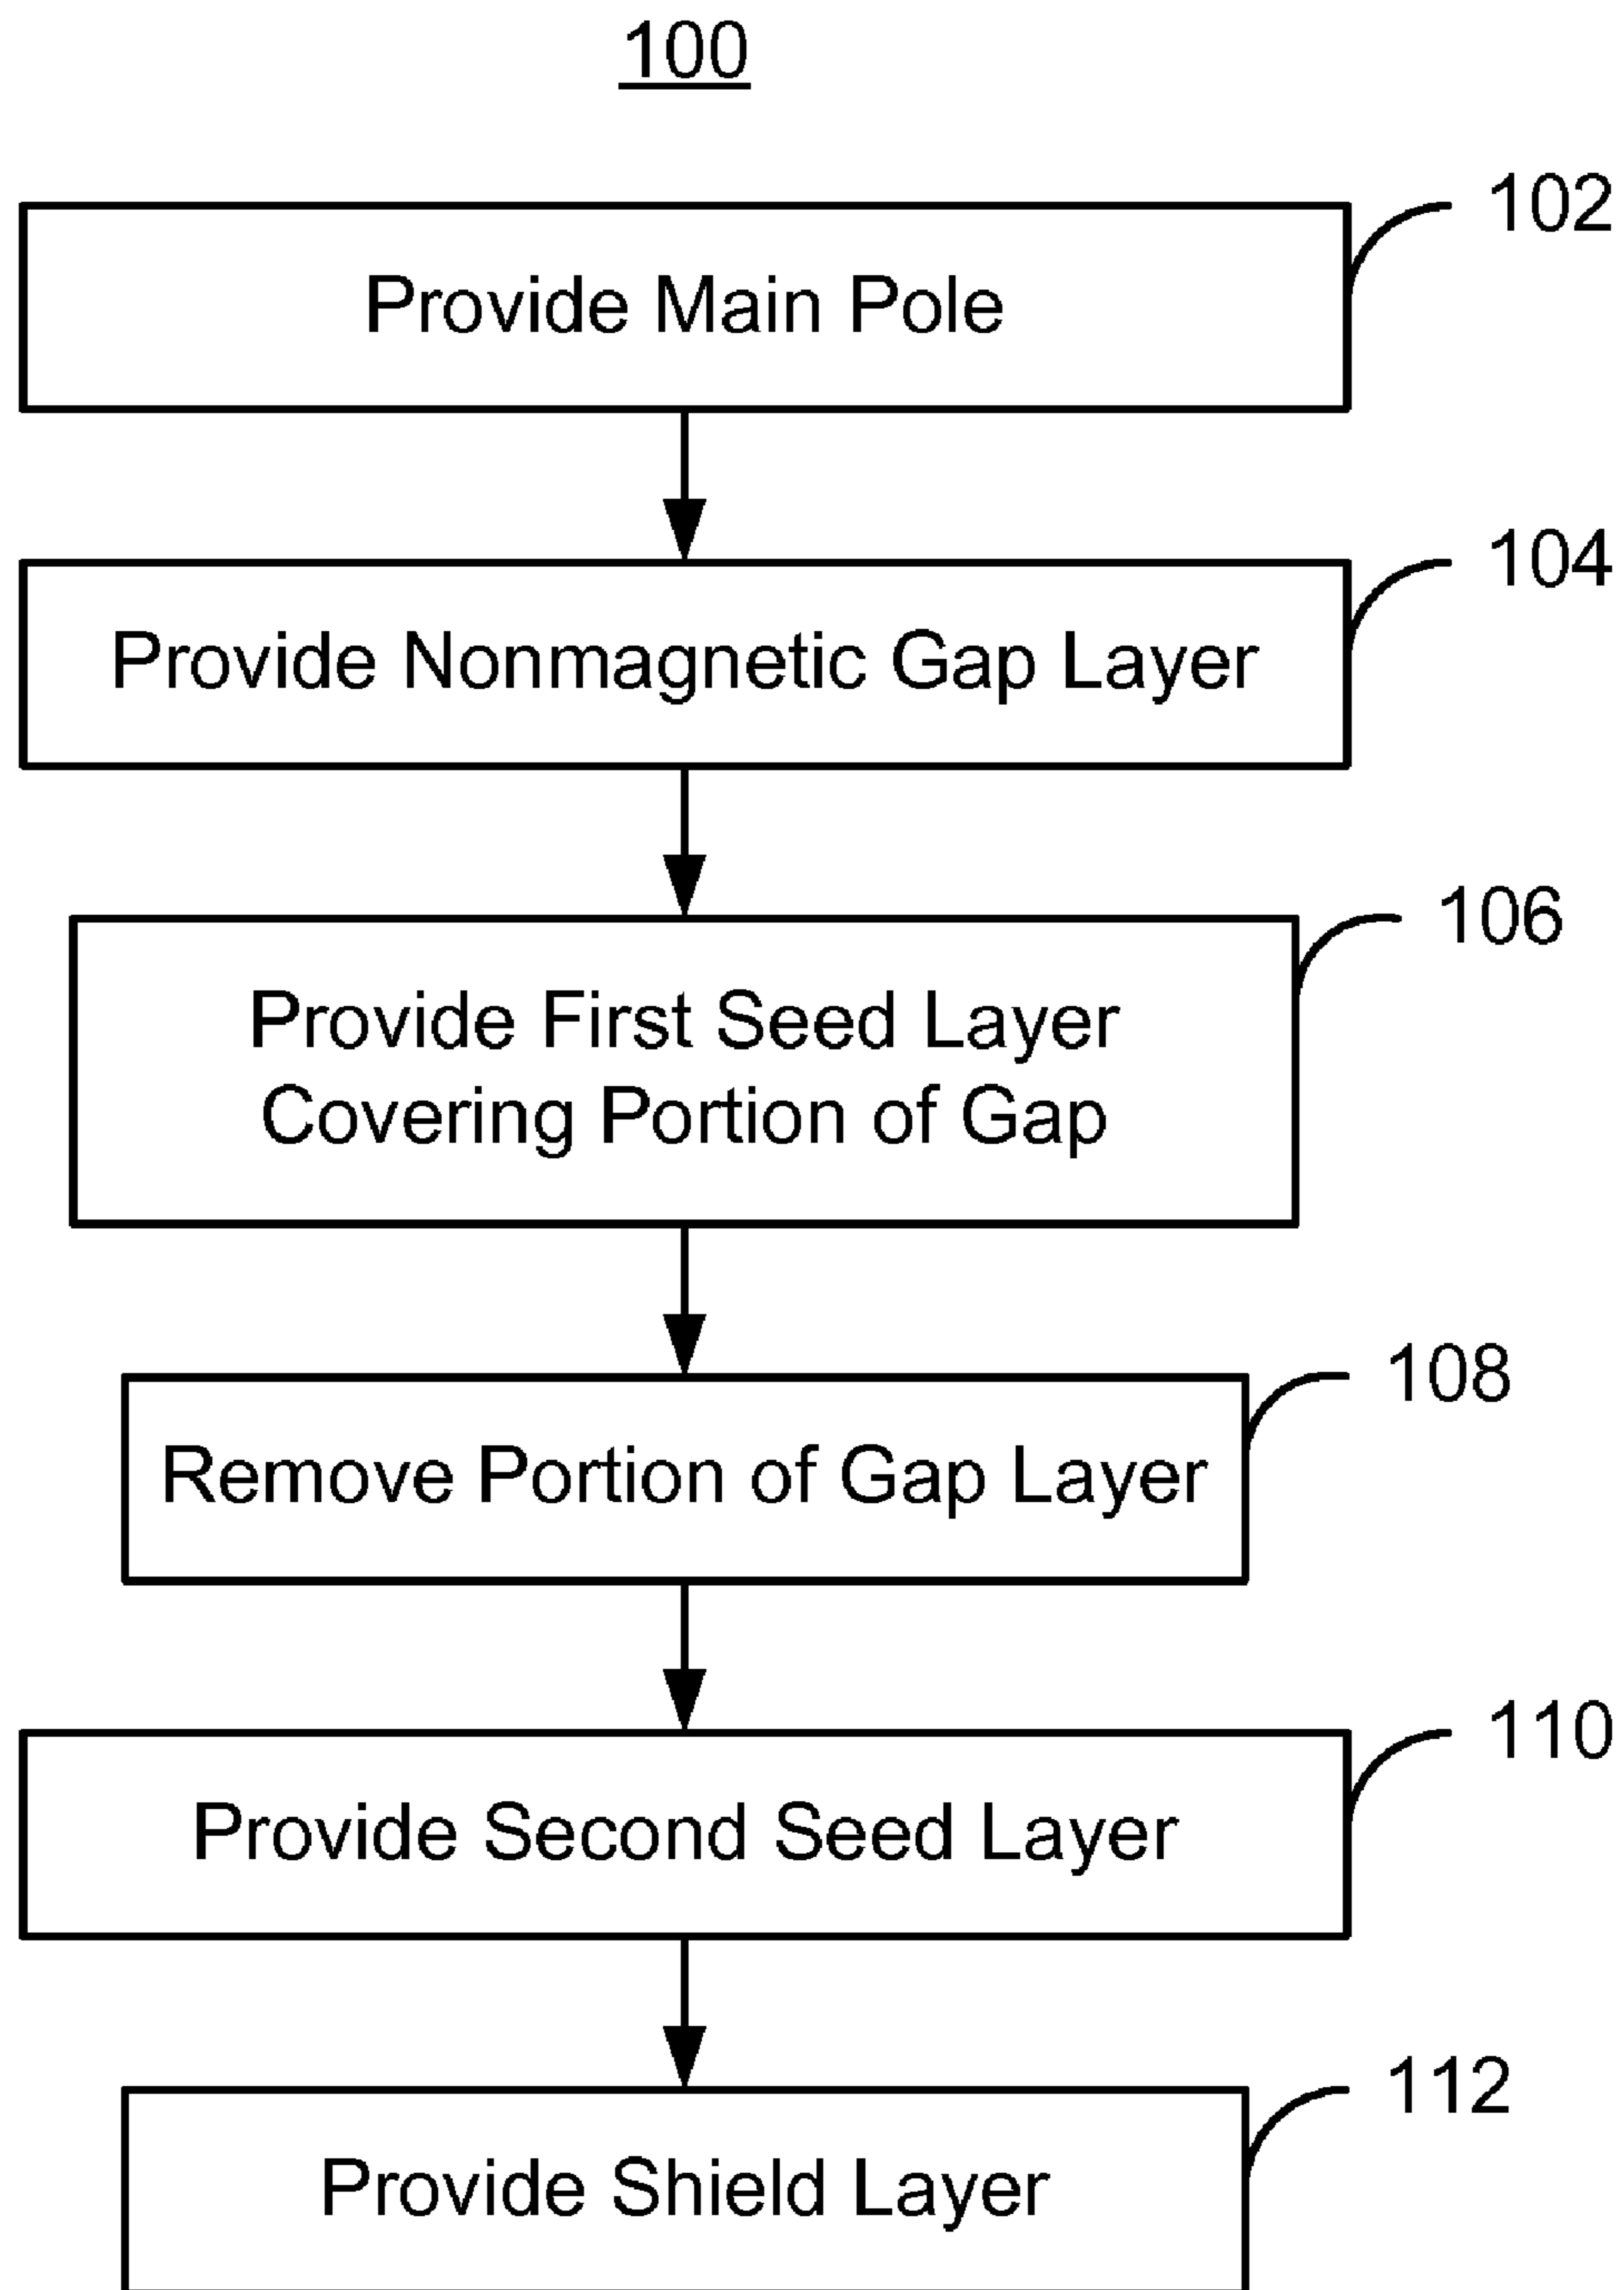 100
102
Provide Main Pole
104
Provide Nonmagnetic Gap Layer
106
Provide First Seed Layer
Covering Portion of Gap
108
Remove Portion of Gap Layer
110
Provide Second Seed Layer
112
Provide Shield Layer